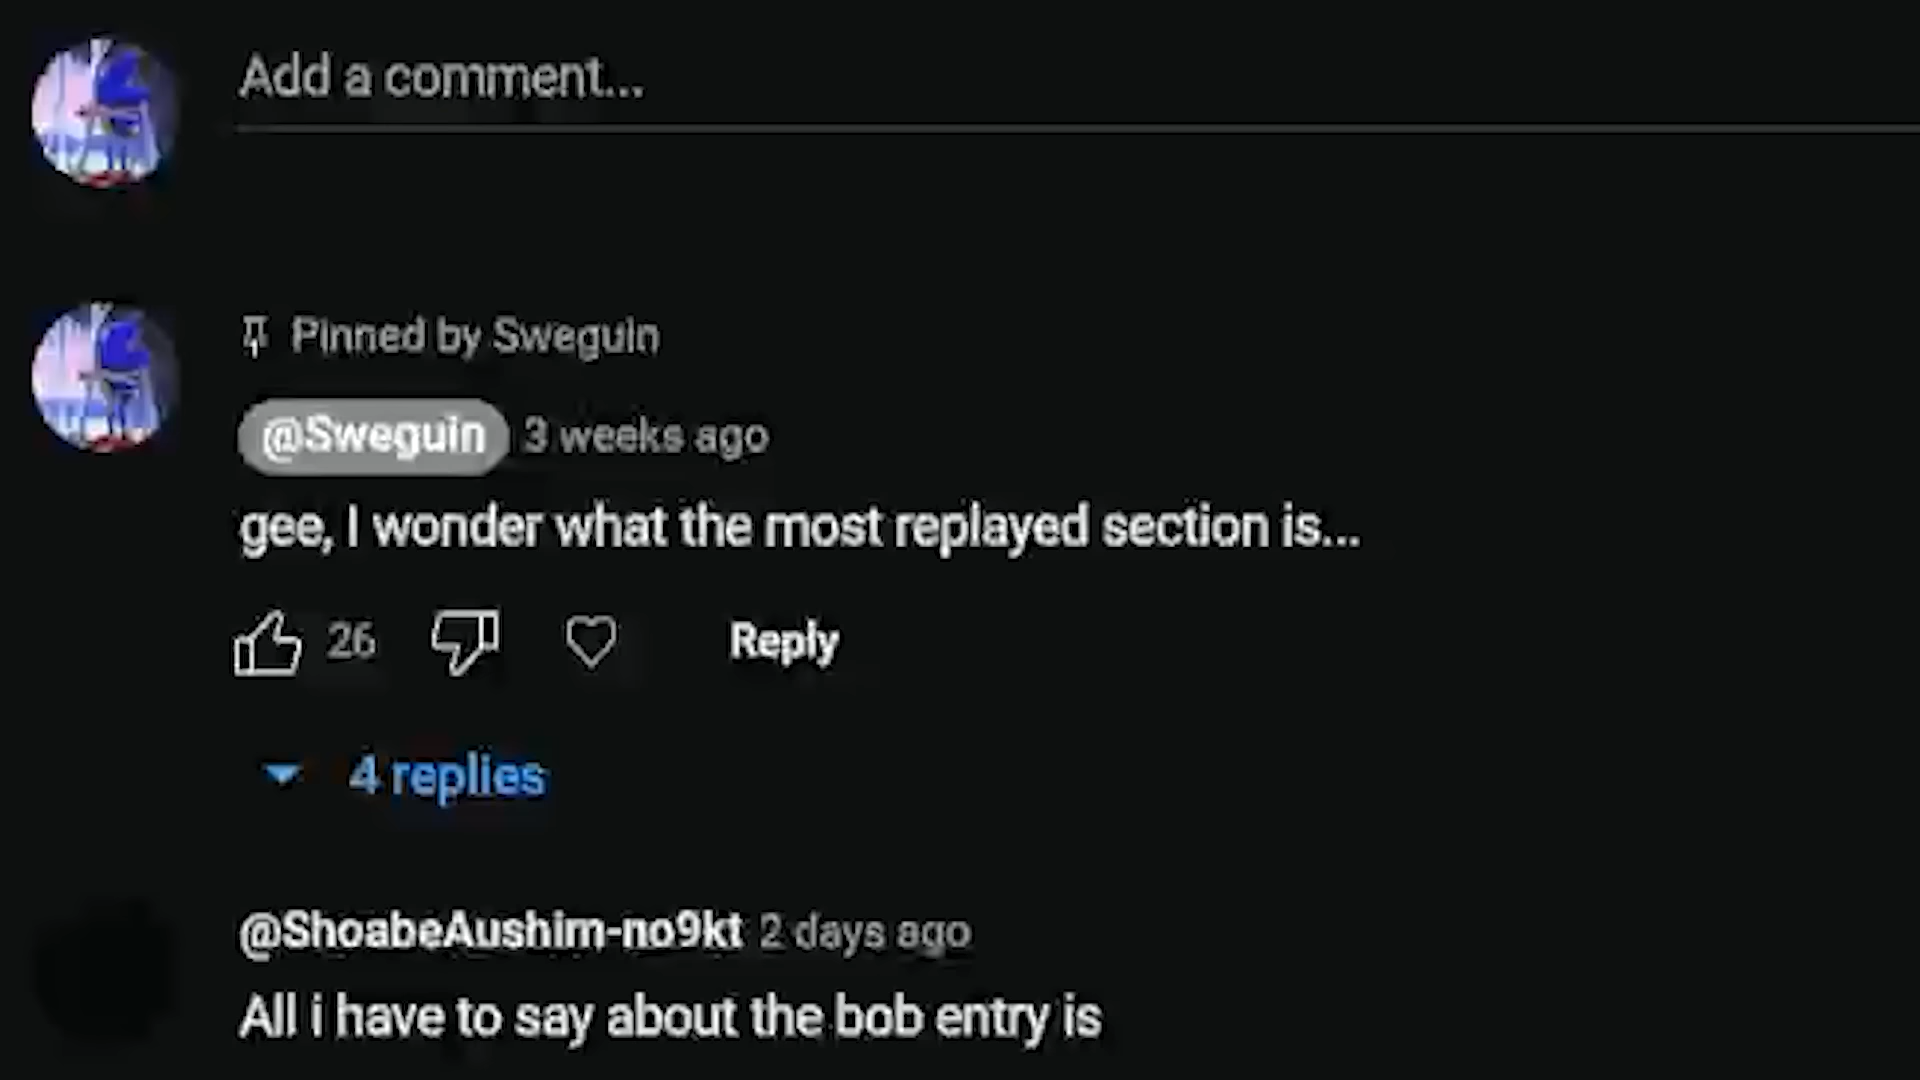 Add a comment...
Pinned by Sweguin
@Sweguin 3 weeks ago
gee, I wonder what the most replayed section is...
26 Reply
4 replies
@ShoabeAushim-no9kt 2 days ago
All i have to say about the bob entry is